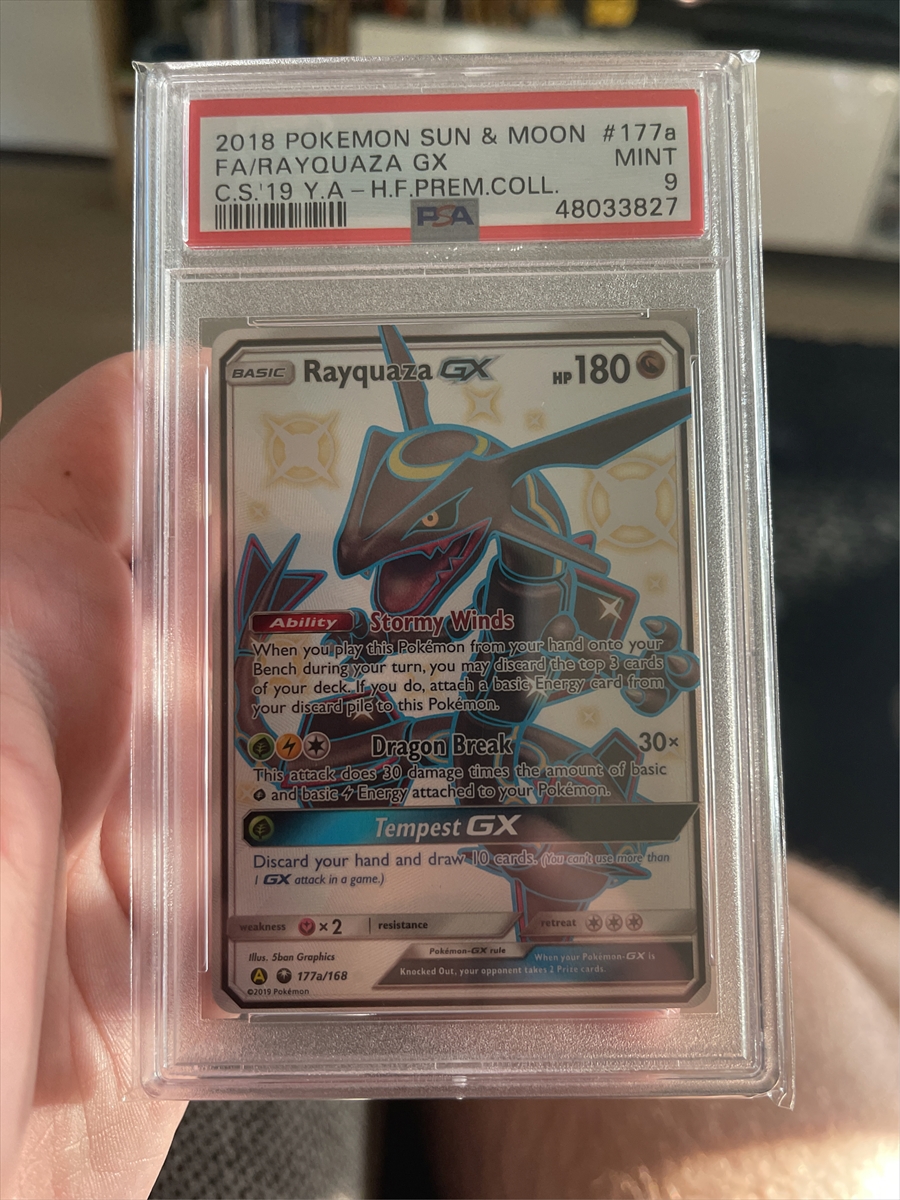 2018 POKEMON SUN & MOON #177a
FA/RAYQUAZA GX MINT
C.S.'19 Y.A - H.F.PREM.COLL. 9
PSA 48033827
BASIC Rayquaza GX HP 180
Ability Stormy Winds
When you play this Pokémon from your hand onto your
Bench during your turn, you may discard the top 3 cards
of your deck. If you do, attach a basic Energy card from
your discard pile to this Pokémon.
Dragon Break 30×
This attack does 30 damage times the amount of basic
and basic Energy attached to your Pokémon.
Tempest GX
Discard your hand and draw 10 cards. (You can't use more than
1 GX attack in a game.)
weakness ×2 resistance retreat
Illus. 5ban Graphics
A 177a/168
©2019 Pokémon
Pokémon-GX rule When your Pokémon-GX is
Knocked Out, your opponent takes 2 Prize cards.